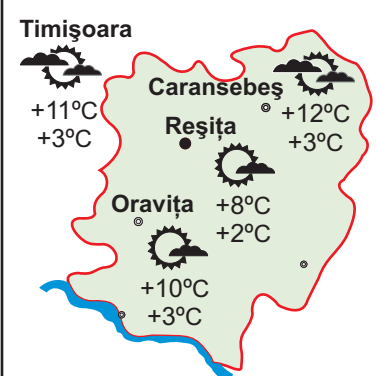 Timişoara
+11ºC
+3ºC
Caransebeş
+12ºC
+3ºC
Reşiţa
+8ºC
+2ºC
Oraviţa
+10ºC
+3ºC